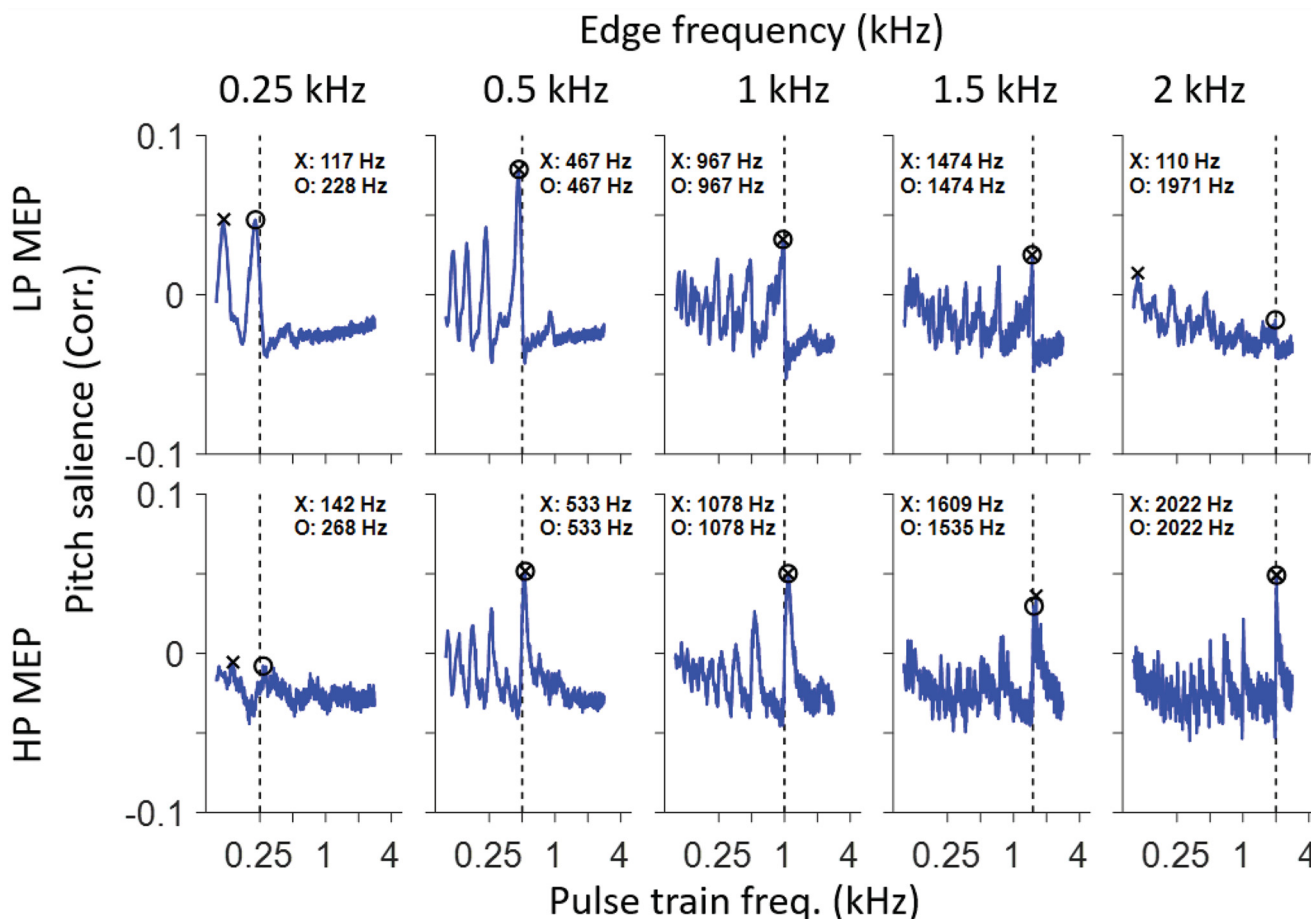 Edge frequency (kHz)
0.25 kHz 0.5 kHz 1 kHz 1.5 kHz 2 kHz
LP MEP
HP MEP
Pitch salience (Corr.)
0.1
0
-0.1
X: 117 Hz
O: 228 Hz
X: 467 Hz
O: 467 Hz
X: 967 Hz
O: 967 Hz
X: 1474 Hz
O: 1474 Hz
X: 110 Hz
O: 1971 Hz
0.1
0
-0.1
X: 142 Hz
O: 268 Hz
X: 533 Hz
O: 533 Hz
X: 1078 Hz
O: 1078 Hz
X: 1609 Hz
O: 1535 Hz
X: 2022 Hz
O: 2022 Hz
0.25 1 4 0.25 1 4 0.25 1 4 0.25 1 4 0.25 1 4
Pulse train freq. (kHz)